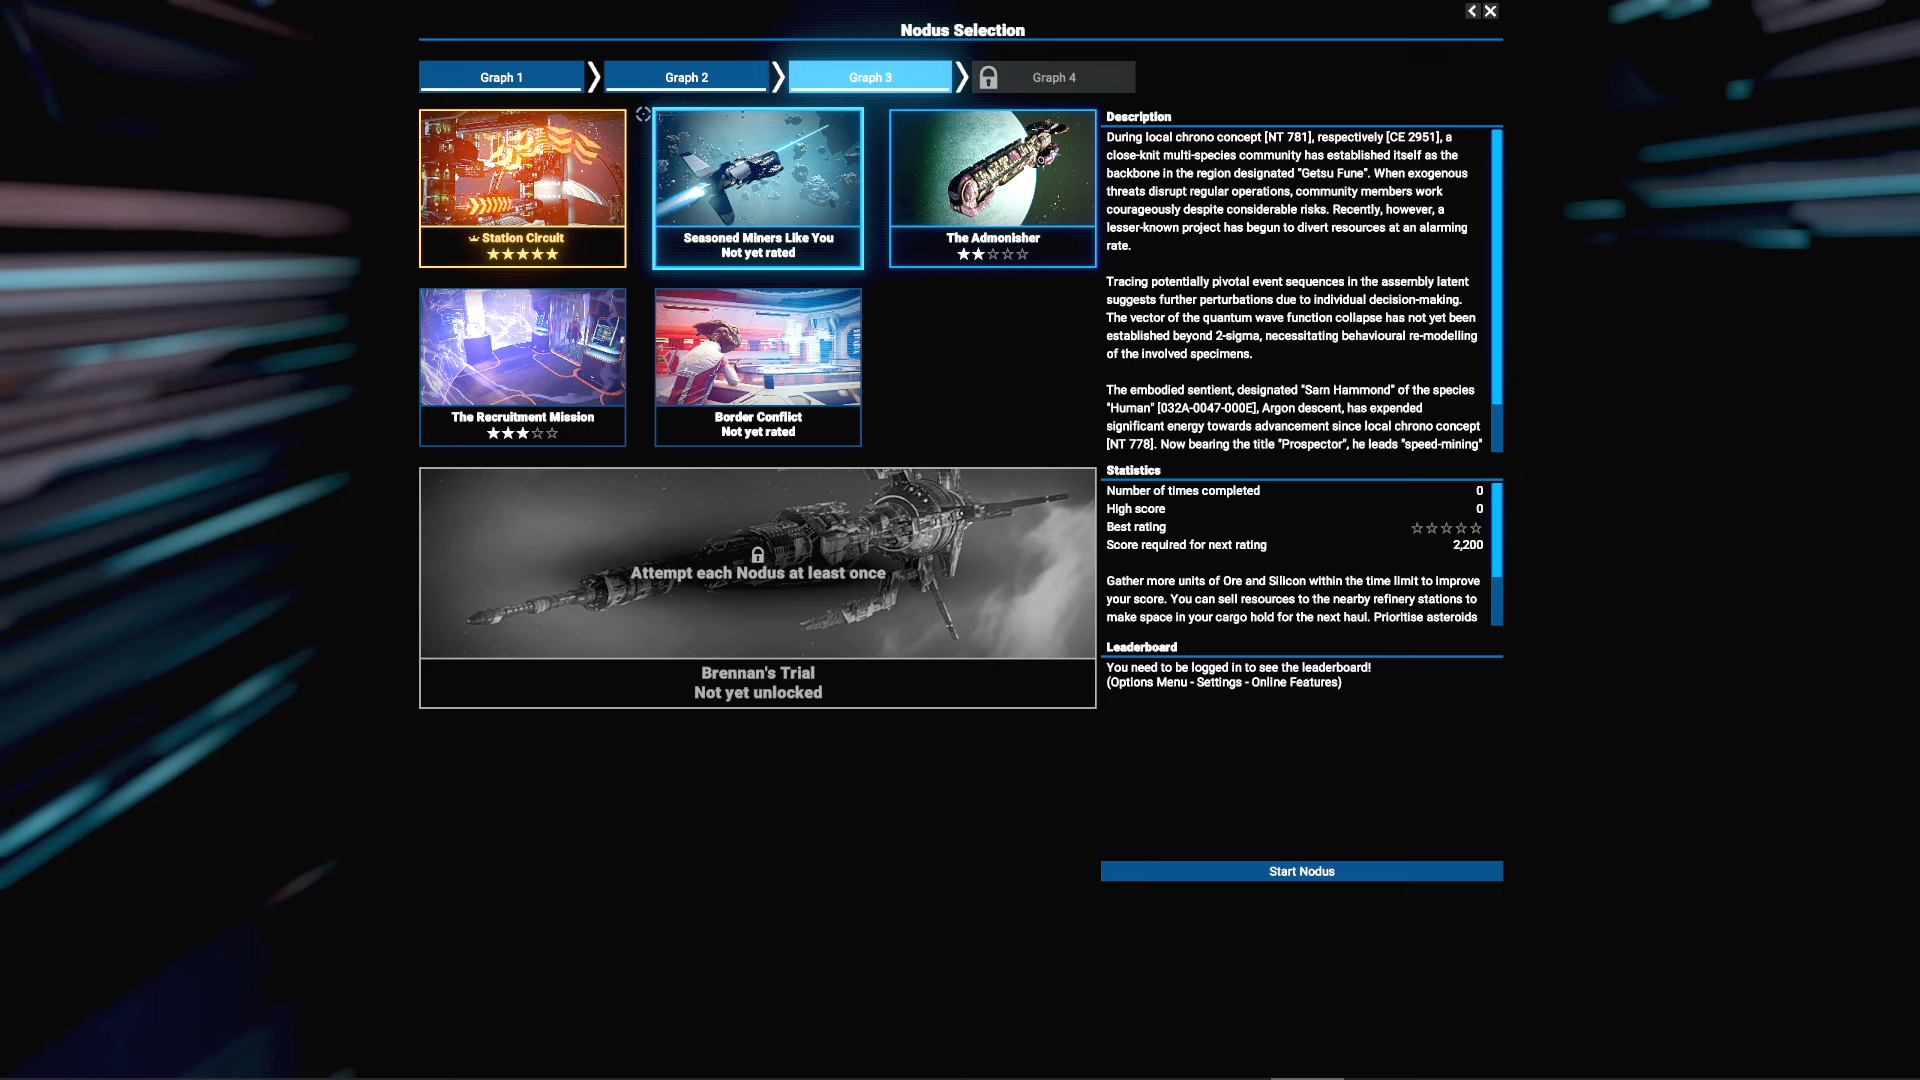 Nodus Selection
Graph 1
Graph 2
Graph 3
Graph 4
Station Circuit
Seasoned Miners Like You
Not yet rated
The Admonisher
The Recruitment Mission
Border Conflict
Not yet rated
Attempt each Nodus at least once
Brennan's Trial
Not yet unlocked
Description
During local chrono concept [NT 781], respectively [CE 2951], a
close-knit multi-species community has established itself as the
backbone in the region designated "Getsu Fune". When exogenous
threats disrupt regular operations, community members work
courageously despite considerable risks. Recently, however, a
lesser-known project has begun to divert resources at an alarming
rate.
Tracing potentially pivotal event sequences in the assembly latent
suggests further perturbations due to individual decision-making.
The vector of the quantum wave function collapse has not yet been
established beyond 2-sigma, necessitating behavioural re-modelling
of the involved specimens.
The embodied sentient, designated "Sarn Hammond" of the species
"Human" [032A-0047-000E], Argon descent, has expended
significant energy towards advancement since local chrono concept
[NT 778]. Now bearing the title "Prospector", he leads "speed-mining"
Statistics
Number of times completed 0
High score 0
Best rating
Score required for next rating 2,200
Gather more units of Ore and Silicon within the time limit to improve
your score. You can sell resources to the nearby refinery stations to
make space in your cargo hold for the next haul. Prioritise asteroids
Leaderboard
You need to be logged in to see the leaderboard!
(Options Menu - Settings - Online Features)
Start Nodus